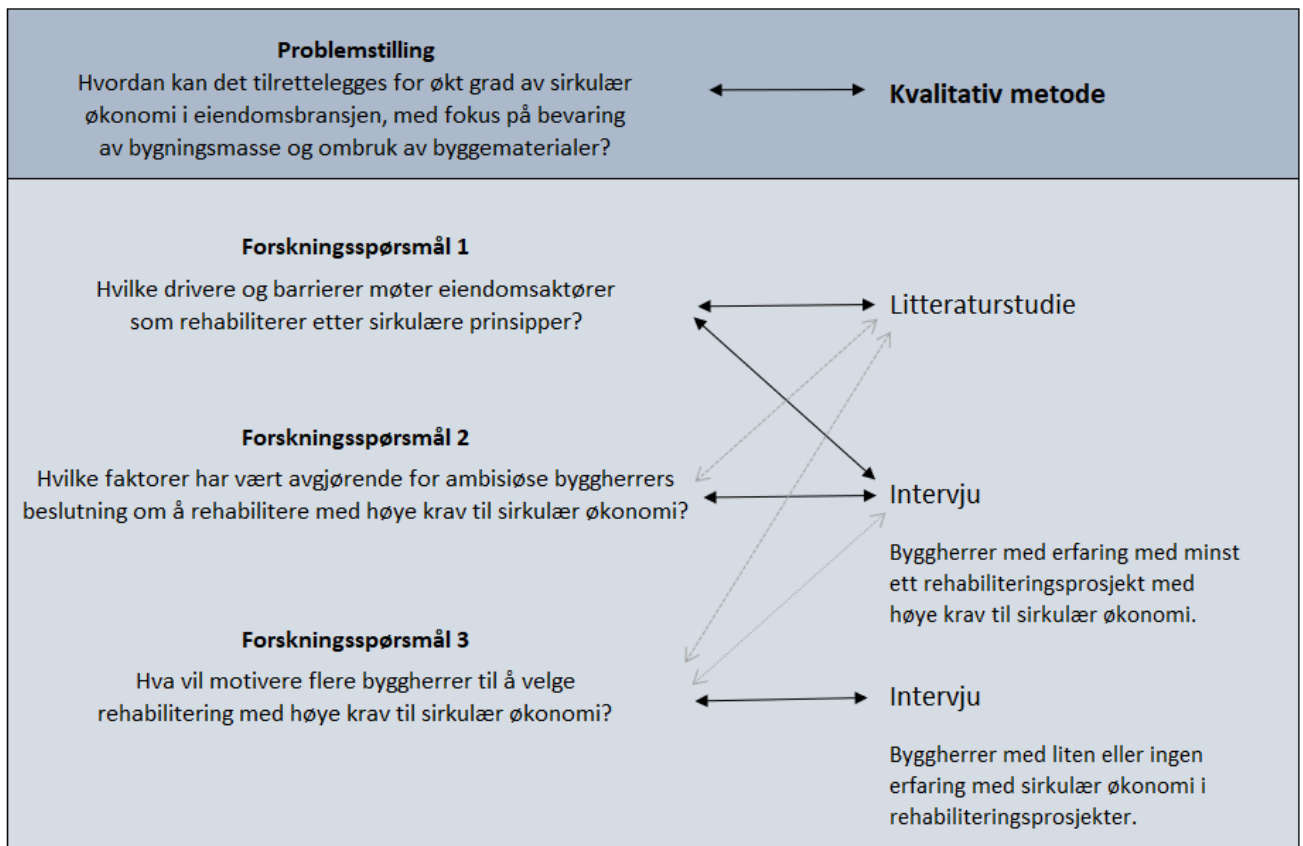 Problemstilling
Hvordan kan det tilrettelegges for økt grad av sirkulær
økonomi i eiendomsbransjen, med fokus på bevaring
av bygningsmasse og ombruk av byggematerialer?
Kvalitativ metode
Forskningsspørsmål 1
Hvilke drivere og barrierer møter eiendomsaktører
som rehabiliterer etter sirkulære prinsipper?
Litteraturstudie
Forskningsspørsmål 2
Hvilke faktorer har vært avgjørende for ambisiøse byggherrers
beslutning om å rehabilitere med høye krav til sirkulær økonomi?
Intervju
Byggherrer med erfaring med minst
ett rehabiliteringsprosjekt med
høye krav til sirkulær økonomi.
Forskningsspørsmål 3
Hva vil motivere flere byggherrer til å velge
rehabilitering med høye krav til sirkulær økonomi?
Intervju
Byggherrer med liten eller ingen
erfaring med sirkulær økonomi i
rehabiliteringsprosjekter.